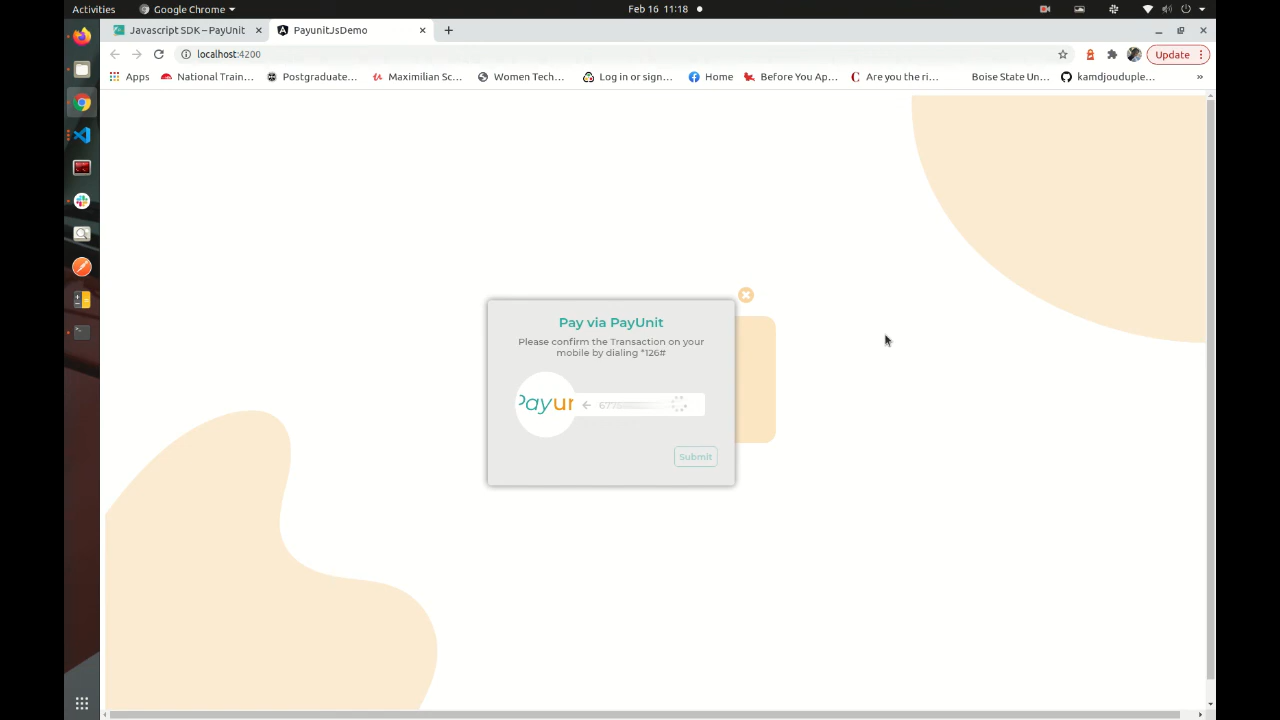 Activities
Google Chrome
Feb 16 11:18
Javascript SDK – PayUnit
PayunitJsDemo
localhost:4200
Update
Apps
National Train...
Postgraduate...
Maximilian Sc...
Women Tech...
Log in or sign...
Home
Before You Ap...
Are you the ri...
Boise State Un...
kamdjouduple...
»
Pay via PayUnit
Please confirm the Transaction on your
mobile by dialing *126#
Payun
Submit